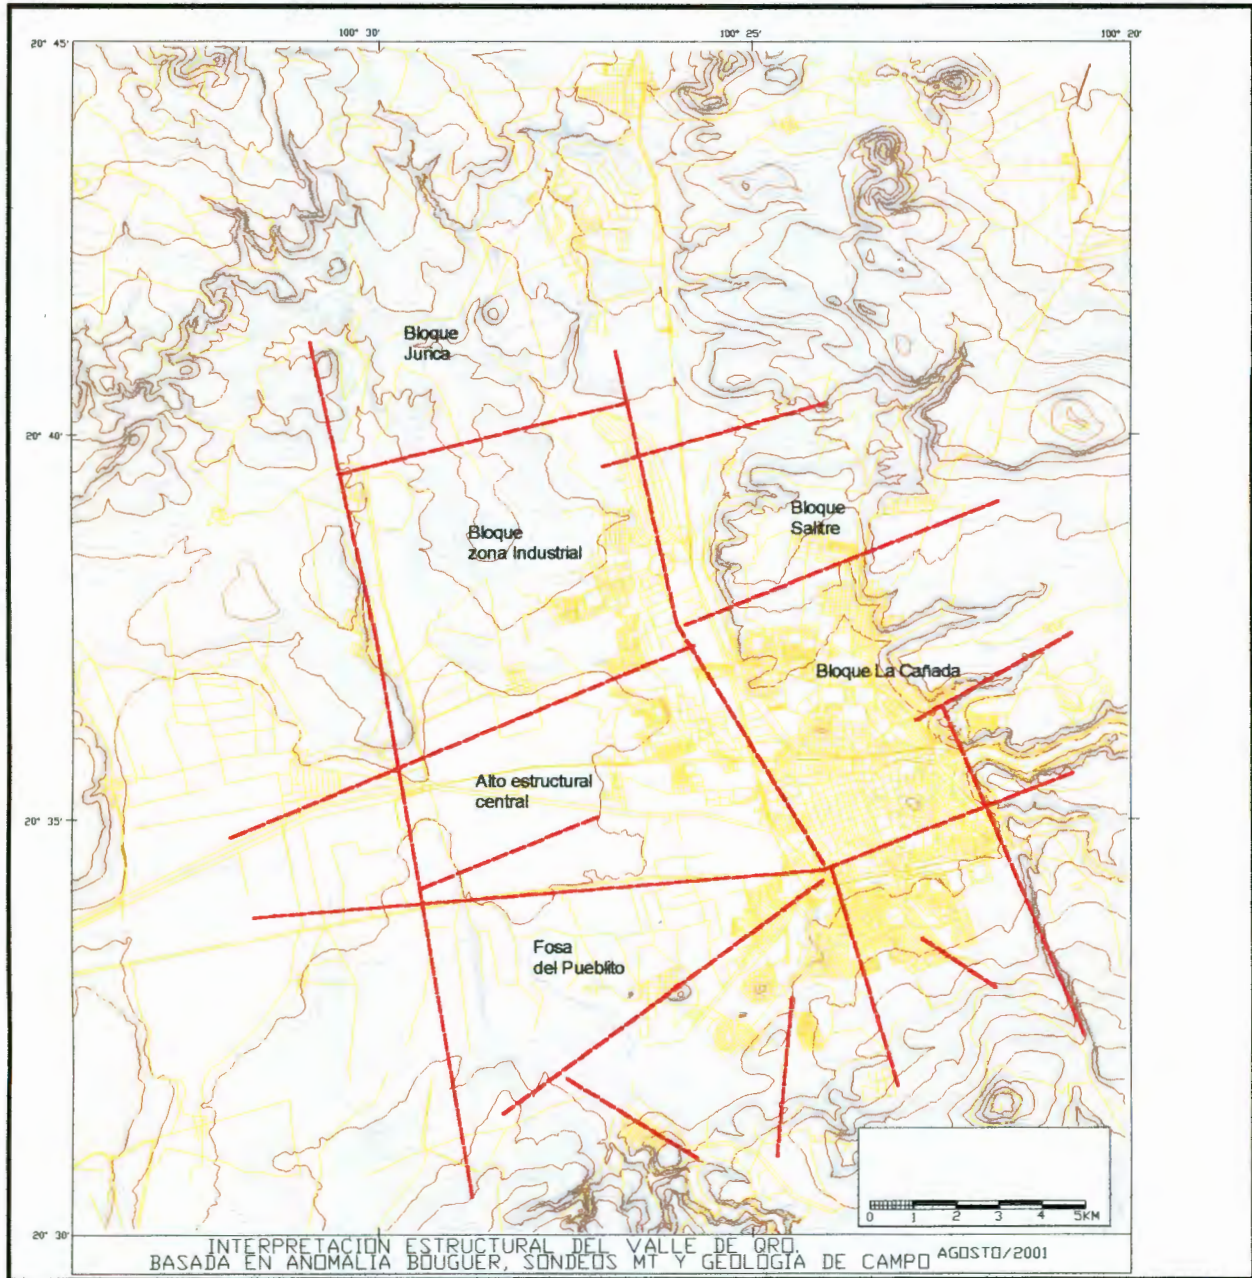 100° 30'
100° 25'
100° 20'
20° 45'
Bloque
Jurica
20° 40'
Bloque
Salitre
Bloque
zona Industrial
Bloque La Cañada
Alto estructural
central
20° 35'
Fosa
del Pueblito
0 1 2 3 4 5KM
20° 30'
INTERPRETACION ESTRUCTURAL DEL VALLE DE QRO.
BASADA EN ANOMALIA BOUGUER, SONDEOS MT Y GEOLOGIA DE CAMPO
AGOSTO/2001